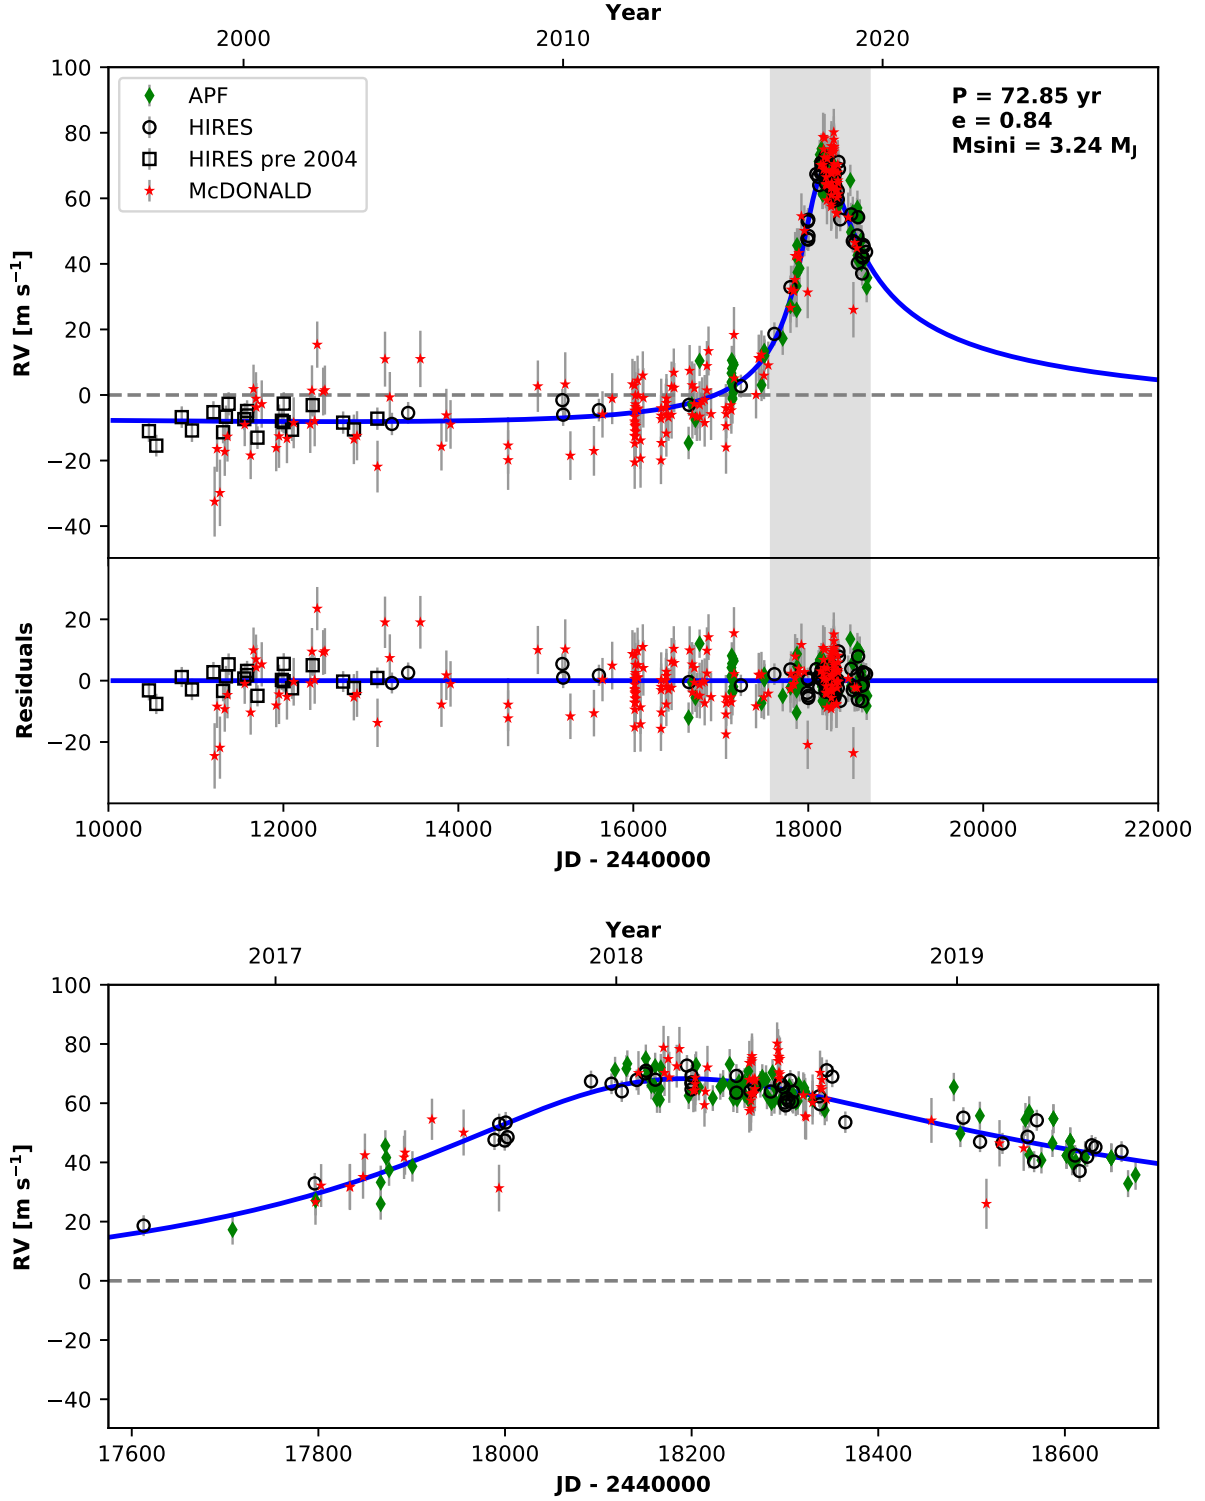 Year
2000 2010 2020
100
80
60
40
20
0
−20
−40
RV [m s⁻¹]
APF
HIRES
HIRES pre 2004
McDONALD
P = 72.85 yr
e = 0.84
Msini = 3.24 M_J
20
0
−20
Residuals
10000 12000 14000 16000 18000 20000 22000
JD - 2440000
Year
2017 2018 2019
100
80
60
40
20
0
−20
−40
RV [m s⁻¹]
17600 17800 18000 18200 18400 18600
JD - 2440000